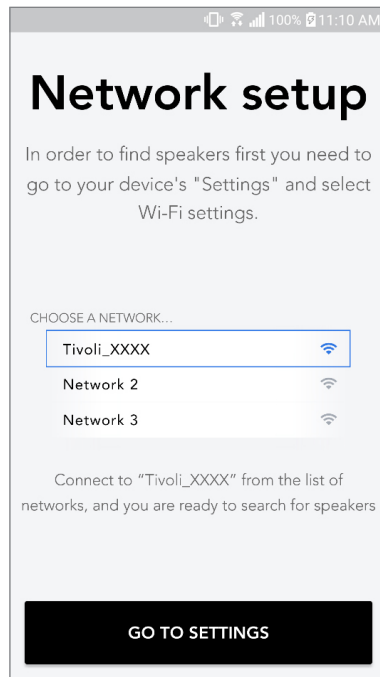 100% 11:10 AM
Network setup
In order to find speakers first you need to
go to your device's "Settings" and select
Wi-Fi settings.
CHOOSE A NETWORK...
Tivoli_XXXX
Network 2
Network 3
Connect to “Tivoli_XXXX” from the list of
networks, and you are ready to search for speakers
GO TO SETTINGS